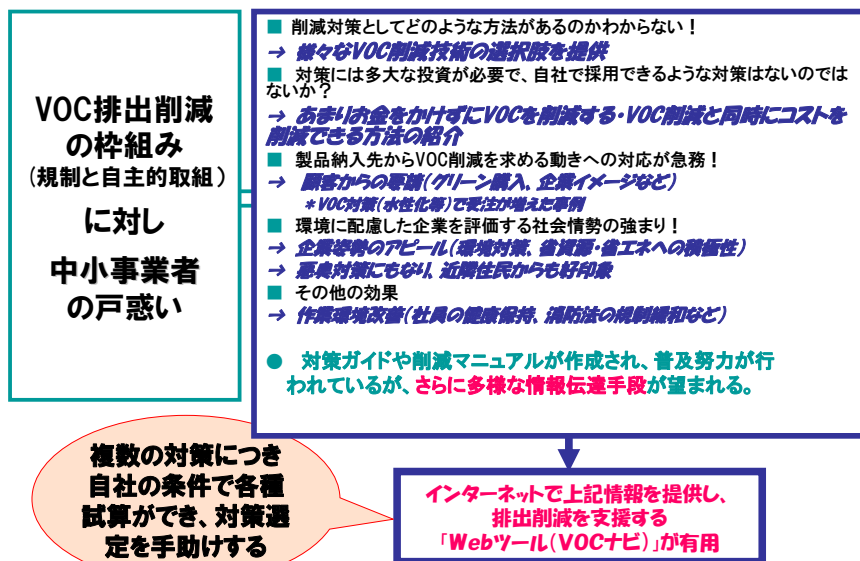 VOC排出削減
の枠組み
（規制と自主的取組）
に対し
中小事業者
の戸惑い
■ 削減対策としてどのような方法があるのかわからない！
→ 様々なVOC削減技術の選択肢を提供
■ 対策には多大な投資が必要で、自社で採用できるような対策はないのでは
ないか？
→ あまりお金をかけずにVOCを削減する・VOC削減と同時にコストを
削減できる方法の紹介
■ 製品納入先からVOC削減を求める動きへの対応が急務！
→ 顧客からの要請（グリーン購入、企業イメージなど）
＊VOC対策（水性化等）で受注が増えた事例
■ 環境に配慮した企業を評価する社会情勢の強まり！
→ 企業姿勢のアピール（環境対策、省資源・省エネへの積極性）
→ 悪臭対策にもなり、近隣住民からも好印象
■ その他の効果
→ 作業環境改善（社員の健康保持、消防法の規制緩和など）
● 対策ガイドや削減マニュアルが作成され、普及努力が行
われているが、さらに多様な情報伝達手段が望まれる。
複数の対策につき
自社の条件で各種
試算ができ、対策選
定を手助けする
インターネットで上記情報を提供し、
排出削減を支援する
「Webツール（VOCナビ）」が有用